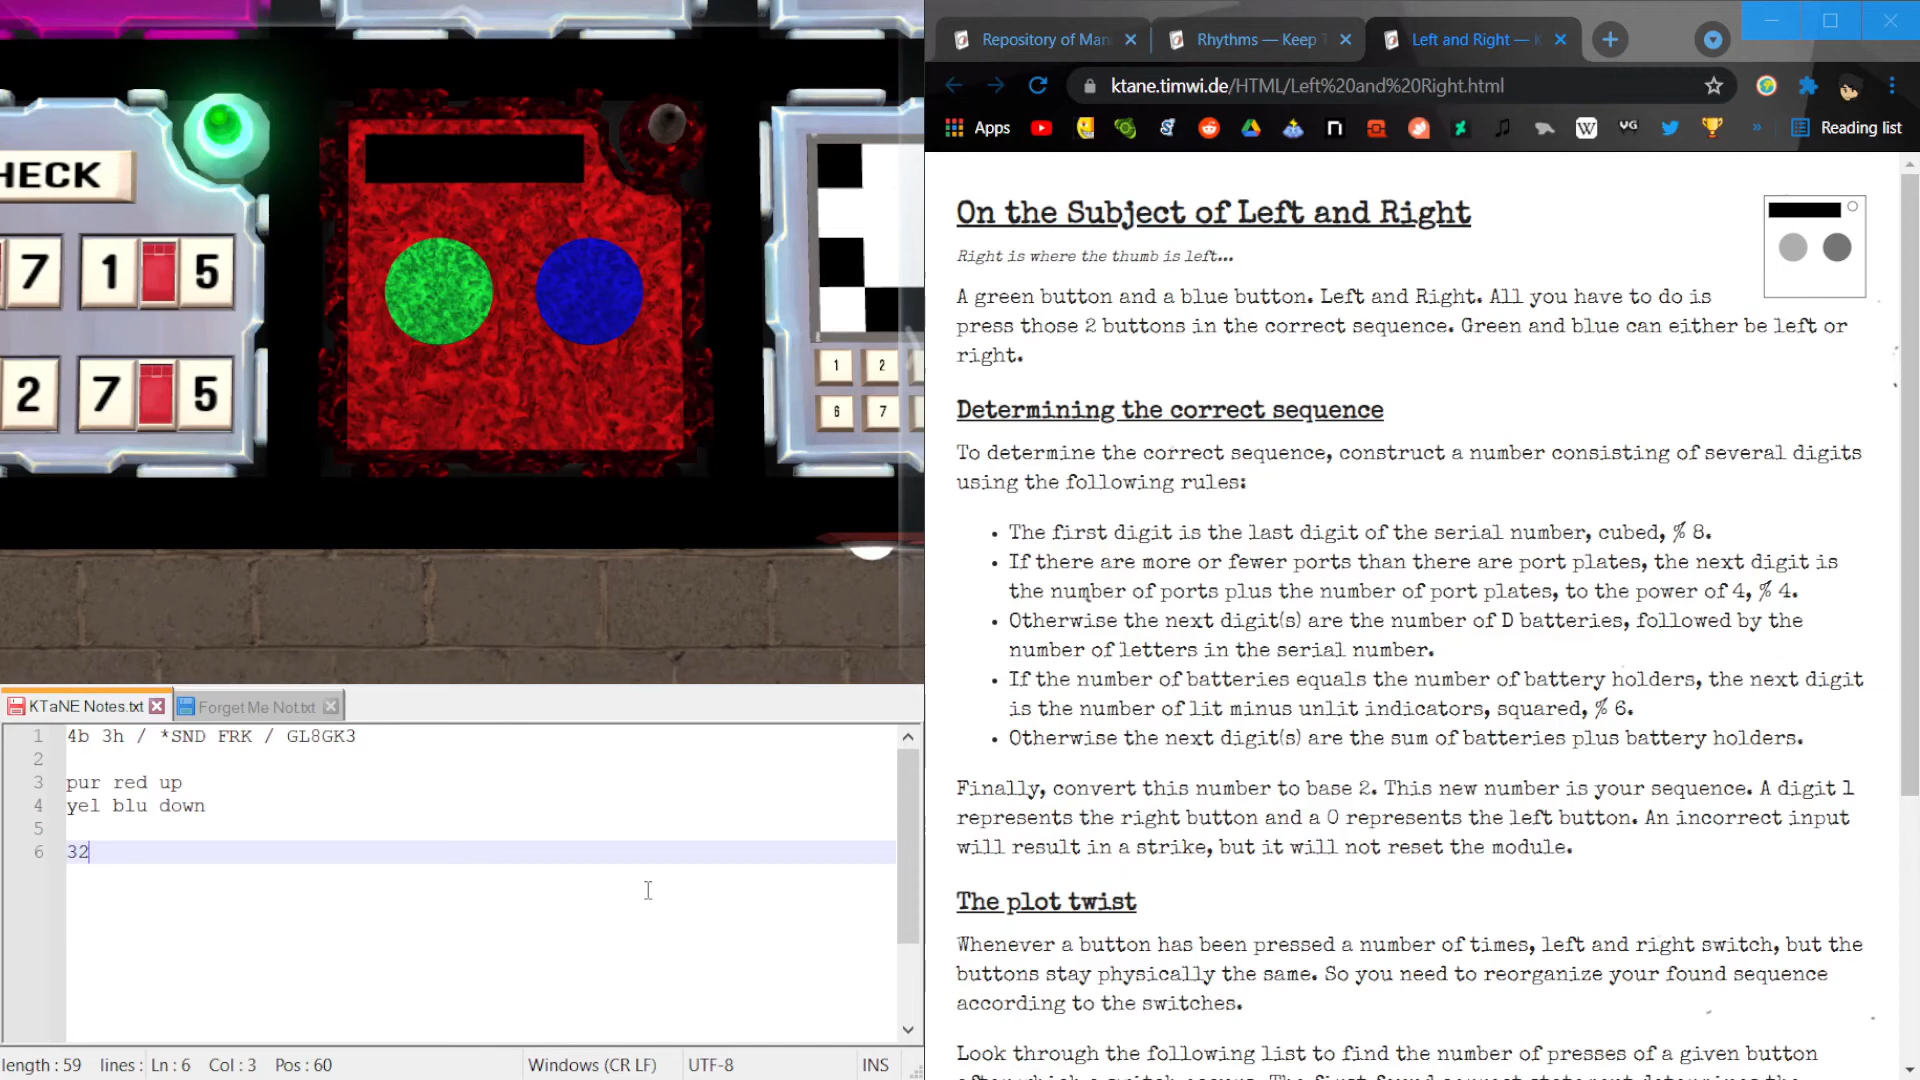 HECK
7 1 5
2 7 5
1 2
6 7
KTaNE Notes.txt
Forget Me Not.txt
1 4b 3h / *SND FRK / GL8GK3
2
3 pur red up
4 yel blu down
5
6 32
length : 59 lines : Ln : 6 Col : 3 Pos : 60 Windows (CR LF) UTF-8 INS
Repository of Man
Rhythms — Keep T
Left and Right — K
ktane.timwi.de/HTML/Left%20and%20Right.html
Apps
Reading list
On the Subject of Left and Right
Right is where the thumb is left…
A green button and a blue button. Left and Right. All you have to do is
press those 2 buttons in the correct sequence. Green and blue can either be left or
right.
Determining the correct sequence
To determine the correct sequence, construct a number consisting of several digits
using the following rules:
• The first digit is the last digit of the serial number, cubed, % 8.
• If there are more or fewer ports than there are port plates, the next digit is
the number of ports plus the number of port plates, to the power of 4, % 4.
• Otherwise the next digit(s) are the number of D batteries, followed by the
number of letters in the serial number.
• If the number of batteries equals the number of battery holders, the next digit
is the number of lit minus unlit indicators, squared, % 6.
• Otherwise the next digit(s) are the sum of batteries plus battery holders.
Finally, convert this number to base 2. This new number is your sequence. A digit 1
represents the right button and a 0 represents the left button. An incorrect input
will result in a strike, but it will not reset the module.
The plot twist
Whenever a button has been pressed a number of times, left and right switch, but the
buttons stay physically the same. So you need to reorganize your found sequence
according to the switches.
Look through the following list to find the number of presses of a given button